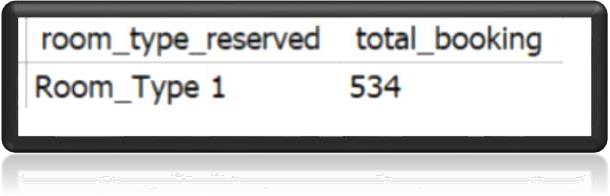 room_type_reserved total_booking
Room_Type 1 534